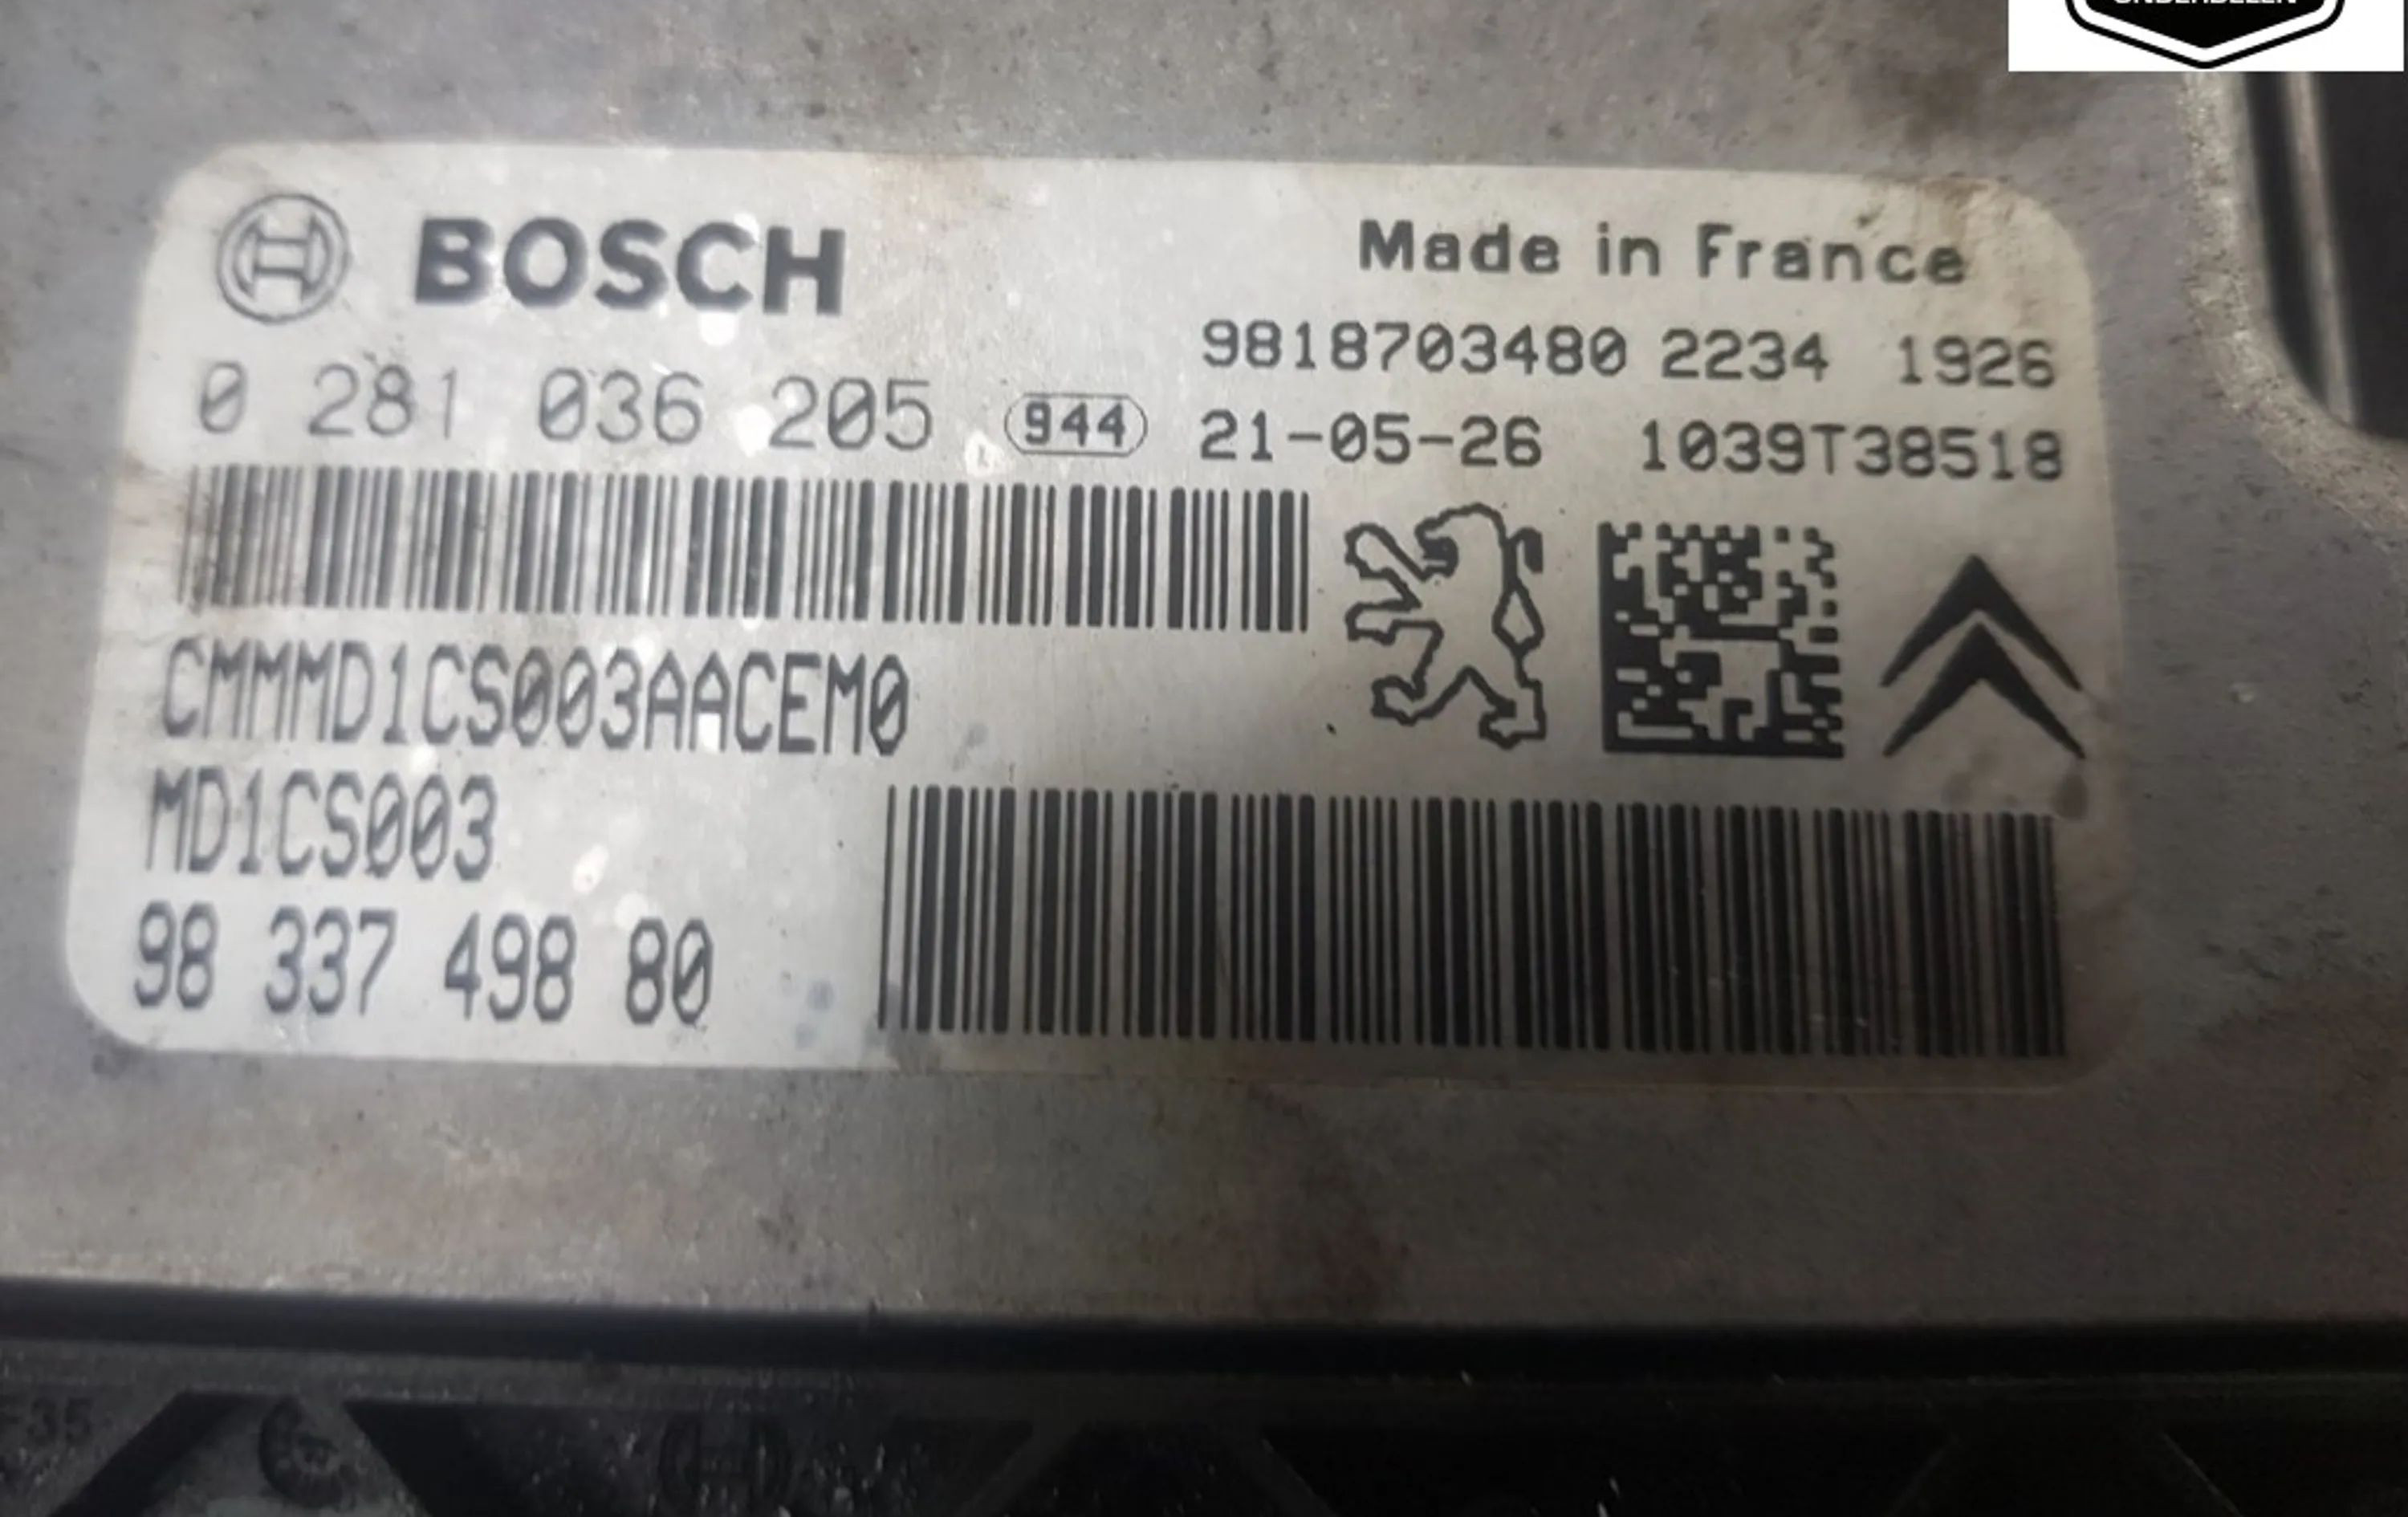 BOSCH
Made in France
9818703480 2234 1926
0 281 036 205 944 21-05-26 1039T38518
CMMMD1CS003AACEM0
MD1CS003
98 337 498 80